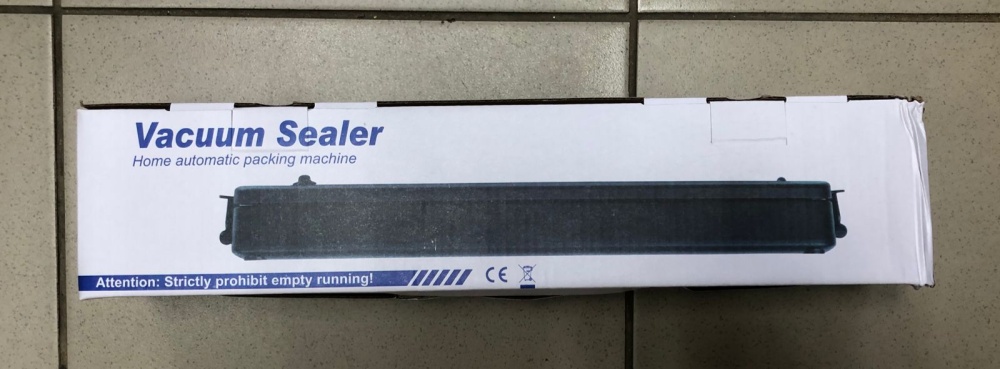 Vacuum Sealer
Home automatic packing machine
Attention: Strictly prohibit empty running!
CE